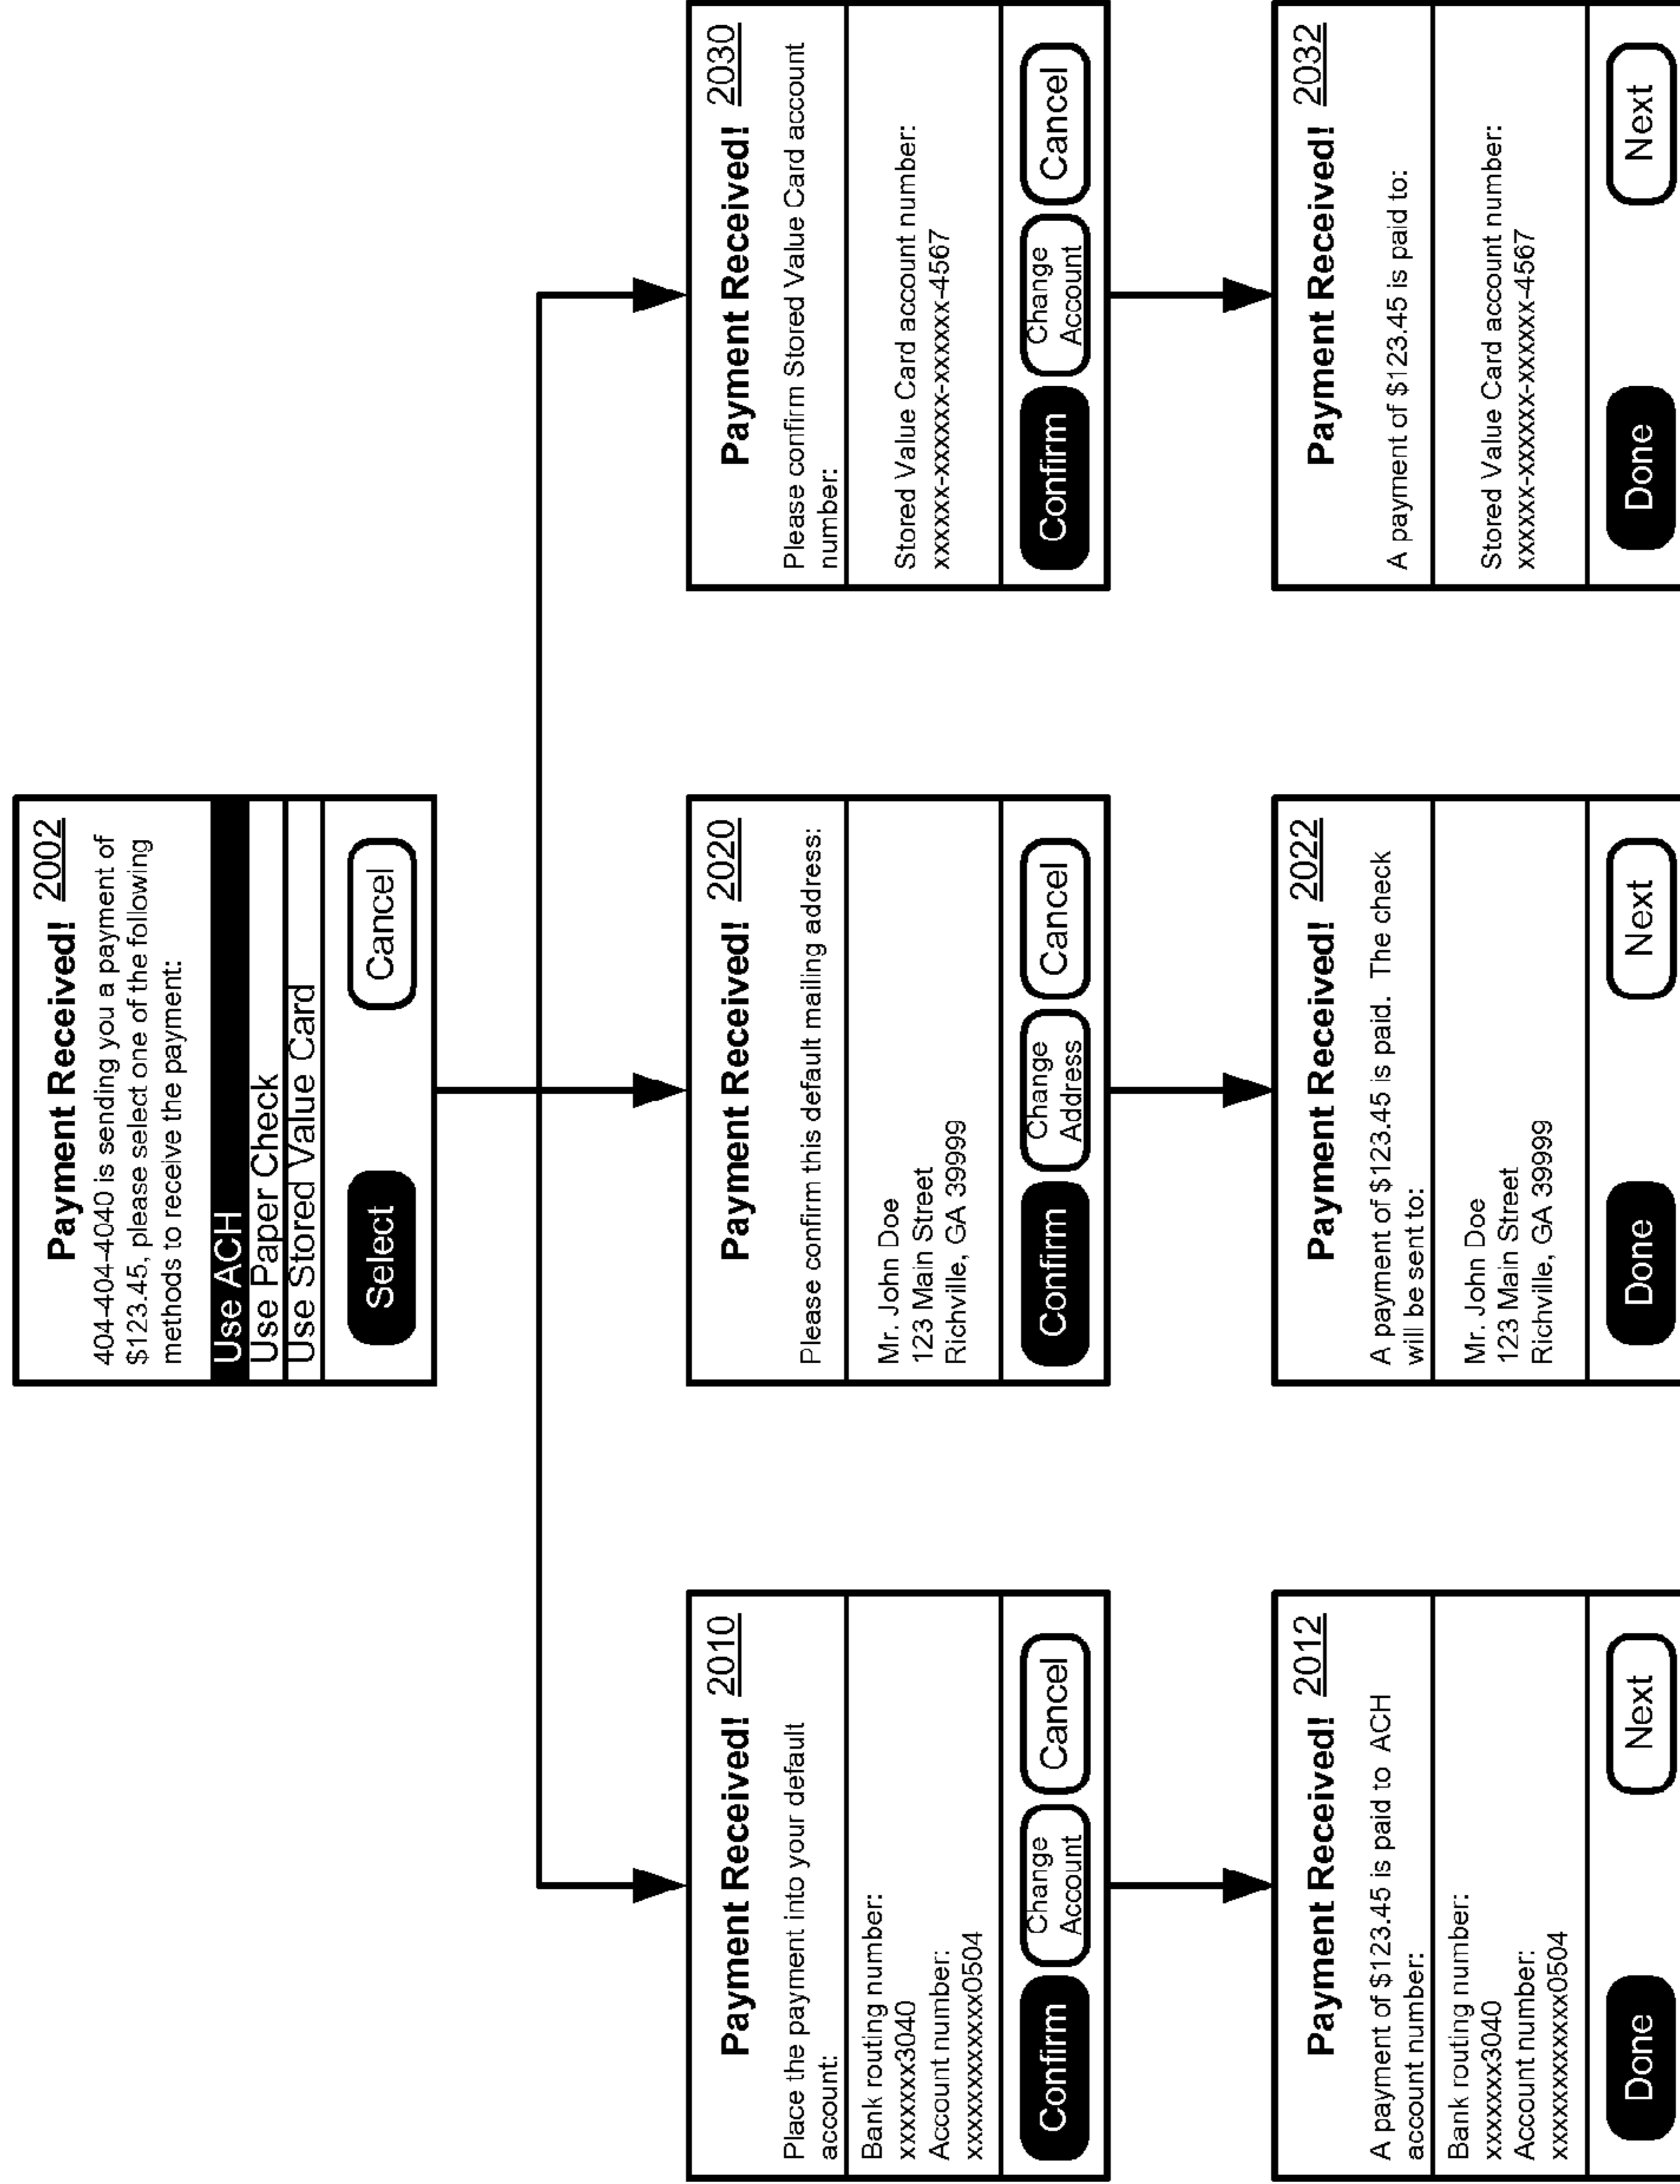 Payment Received! 2002
404-404-4040 is sending you a payment of
$123.45, please select one of the following
methods to receive the payment:
Use ACH
Use Paper Check
Use Stored Value Card
Select
Cancel
Payment Received! 2010
Place the payment into your default
account:
Bank routing number:
xxxxxx3040
Account number:
xxxxxxxxxxx0504
Confirm
Change
Account
Cancel
Payment Received! 2020
Please confirm this default mailing address:
Mr. John Doe
123 Main Street
Richville, GA 39999
Confirm
Change
Address
Cancel
Payment Received! 2030
Please confirm Stored Value Card account
number:
Stored Value Card account number:
xxxxxx-xxxxxx-xxxxxx-4567
Confirm
Change
Account
Cancel
Payment Received! 2012
A payment of $123.45 is paid to ACH
account number:
Bank routing number:
xxxxxx3040
Account number:
xxxxxxxxxxx0504
Done
Next
Payment Received! 2022
A payment of $123.45 is paid. The check
will be sent to:
Mr. John Doe
123 Main Street
Richville, GA 39999
Done
Next
Payment Received! 2032
A payment of $123.45 is paid to:
Stored Value Card account number:
xxxxxx-xxxxxx-xxxxxx-4567
Done
Next